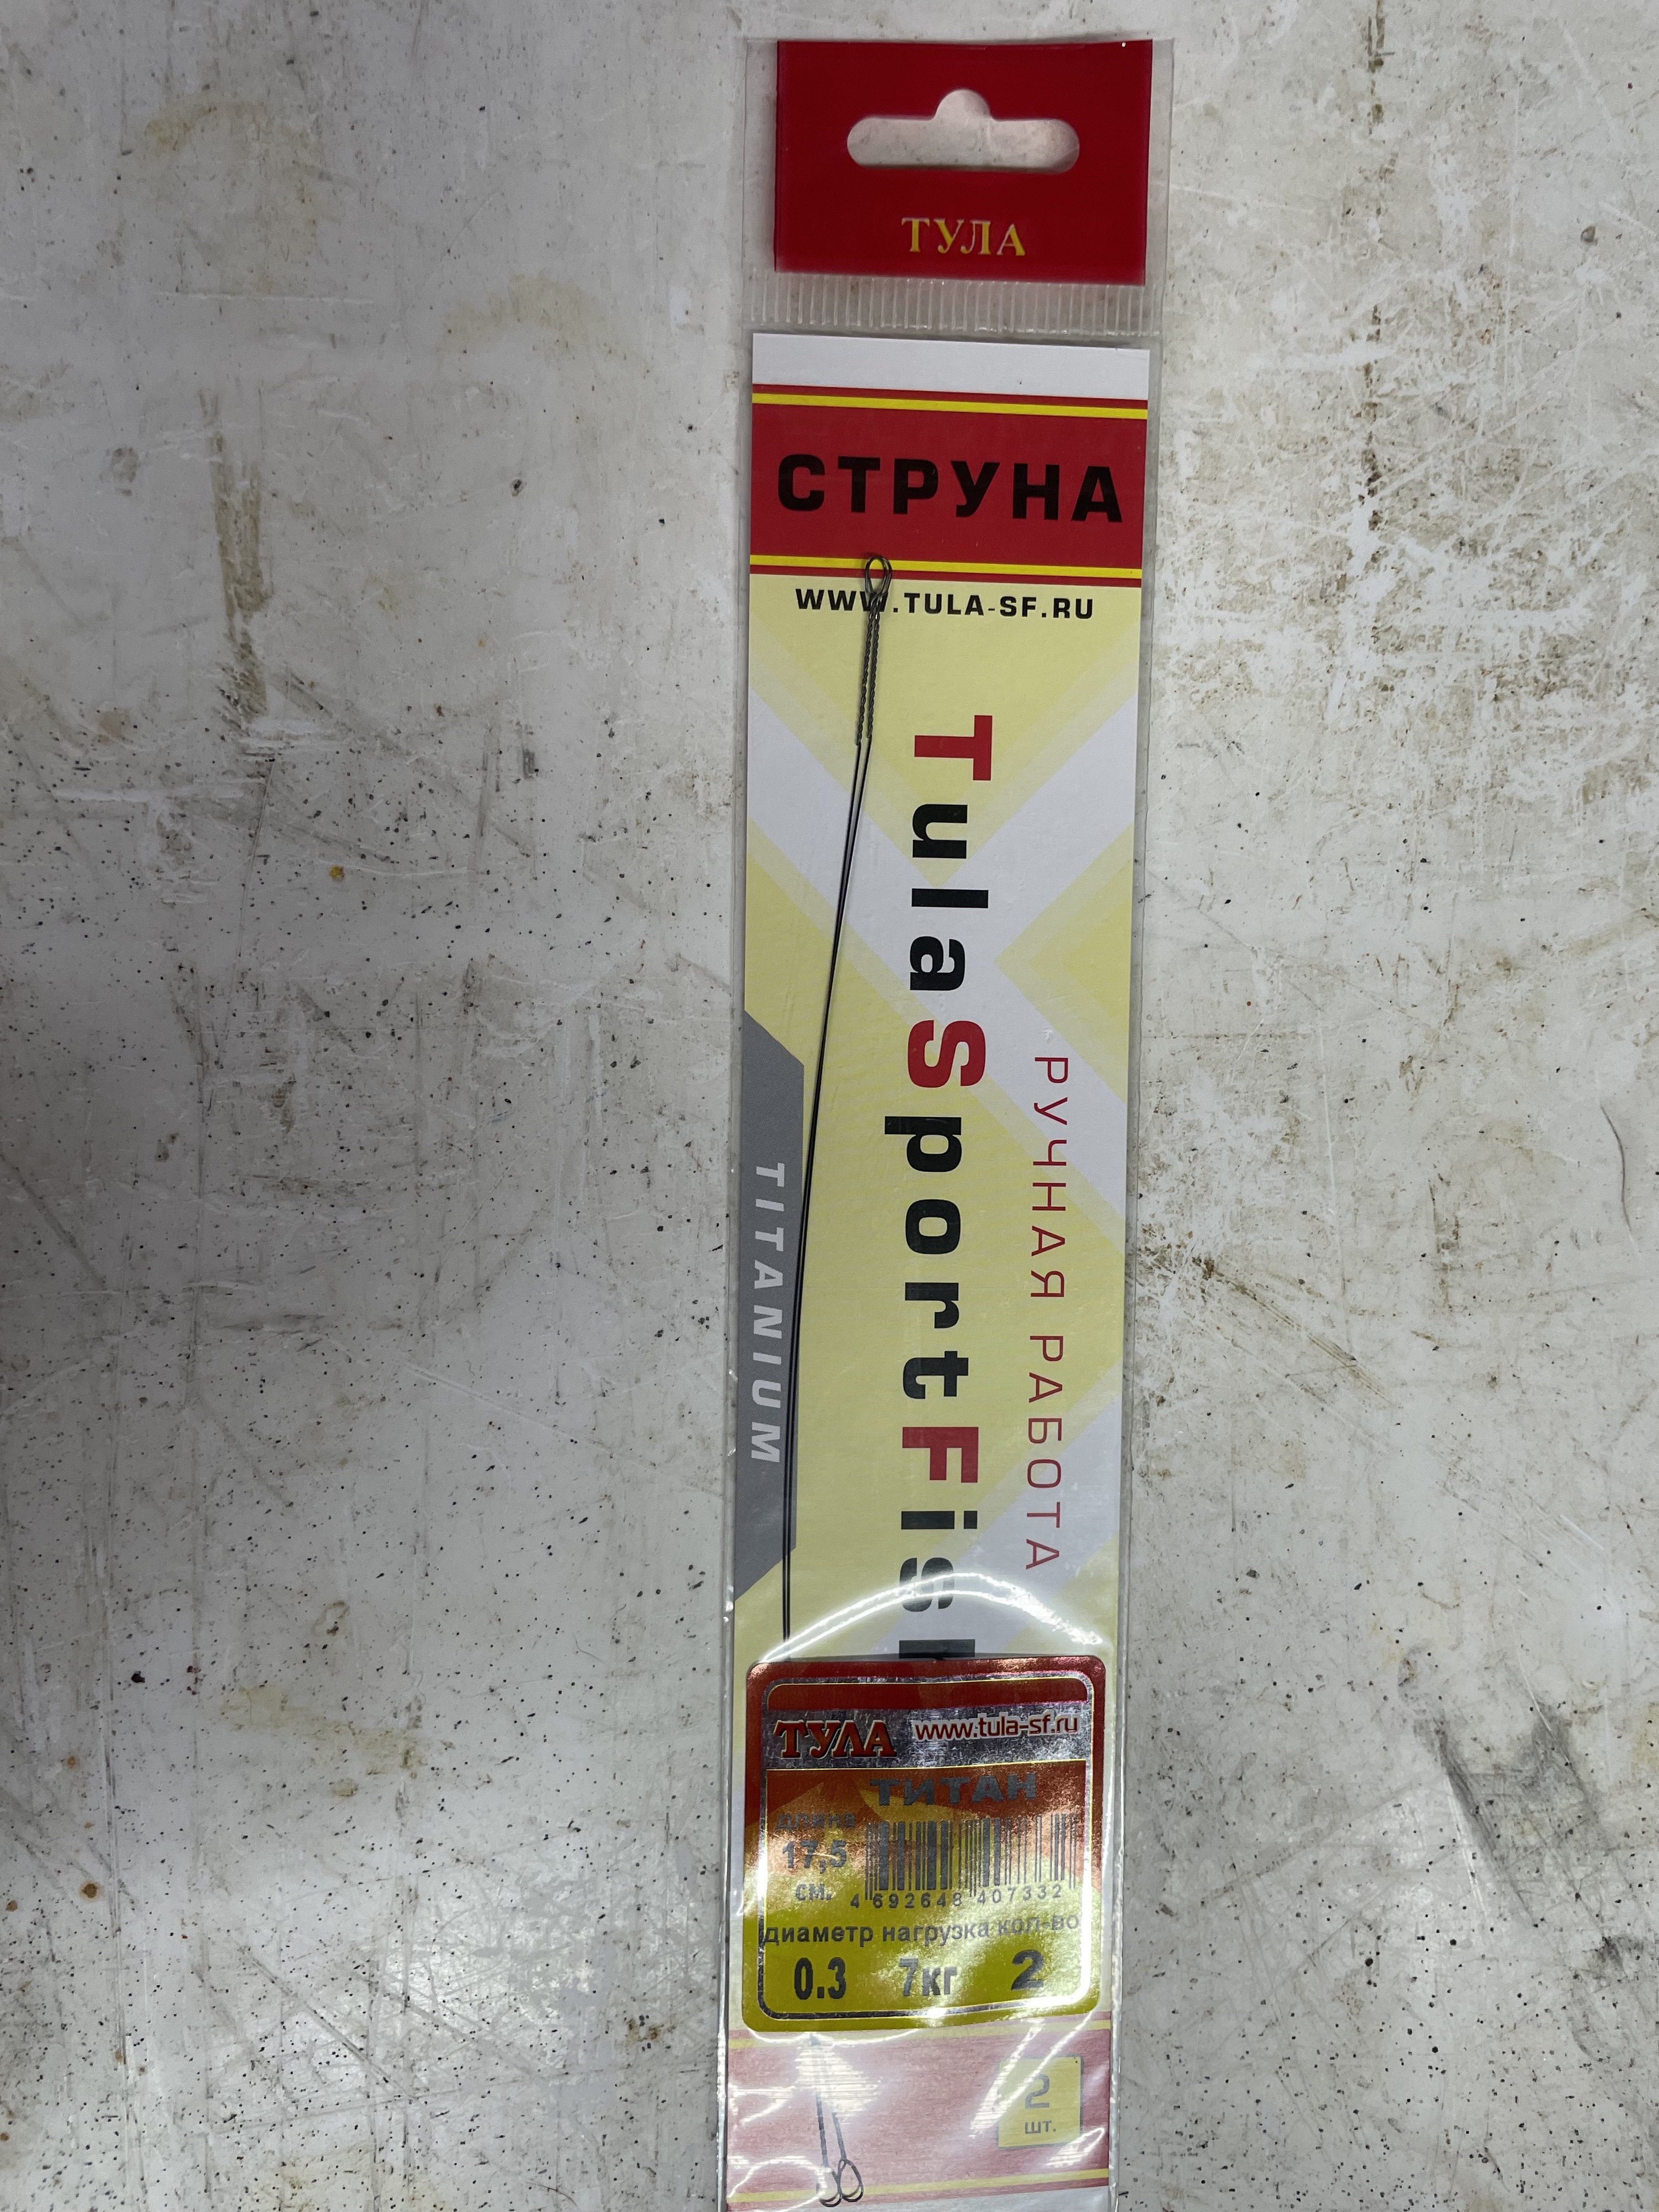 ТУЛА
СТРУНА
WWW.TULA-SF.RU
TulaSportFis
РУЧНАЯ РАБОТА
TITANIUM
ТУЛА www.tula-sf.ru
ТИТАН
длина
17,5
см.
4 692648 407332
диаметр нагрузка кол-во
0.3 7кг 2
2
шт.